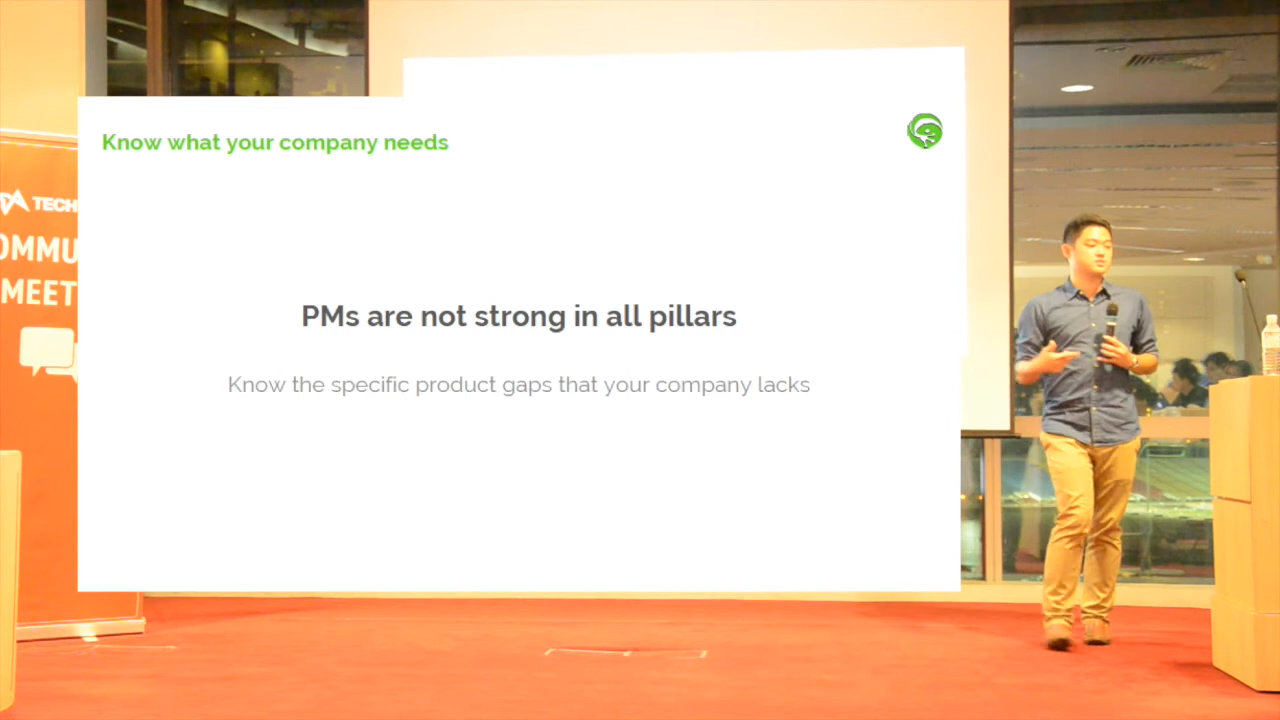 Know what your company needs
PMs are not strong in all pillars
Know the specific product gaps that your company lacks
TECH
OMMU
MEET